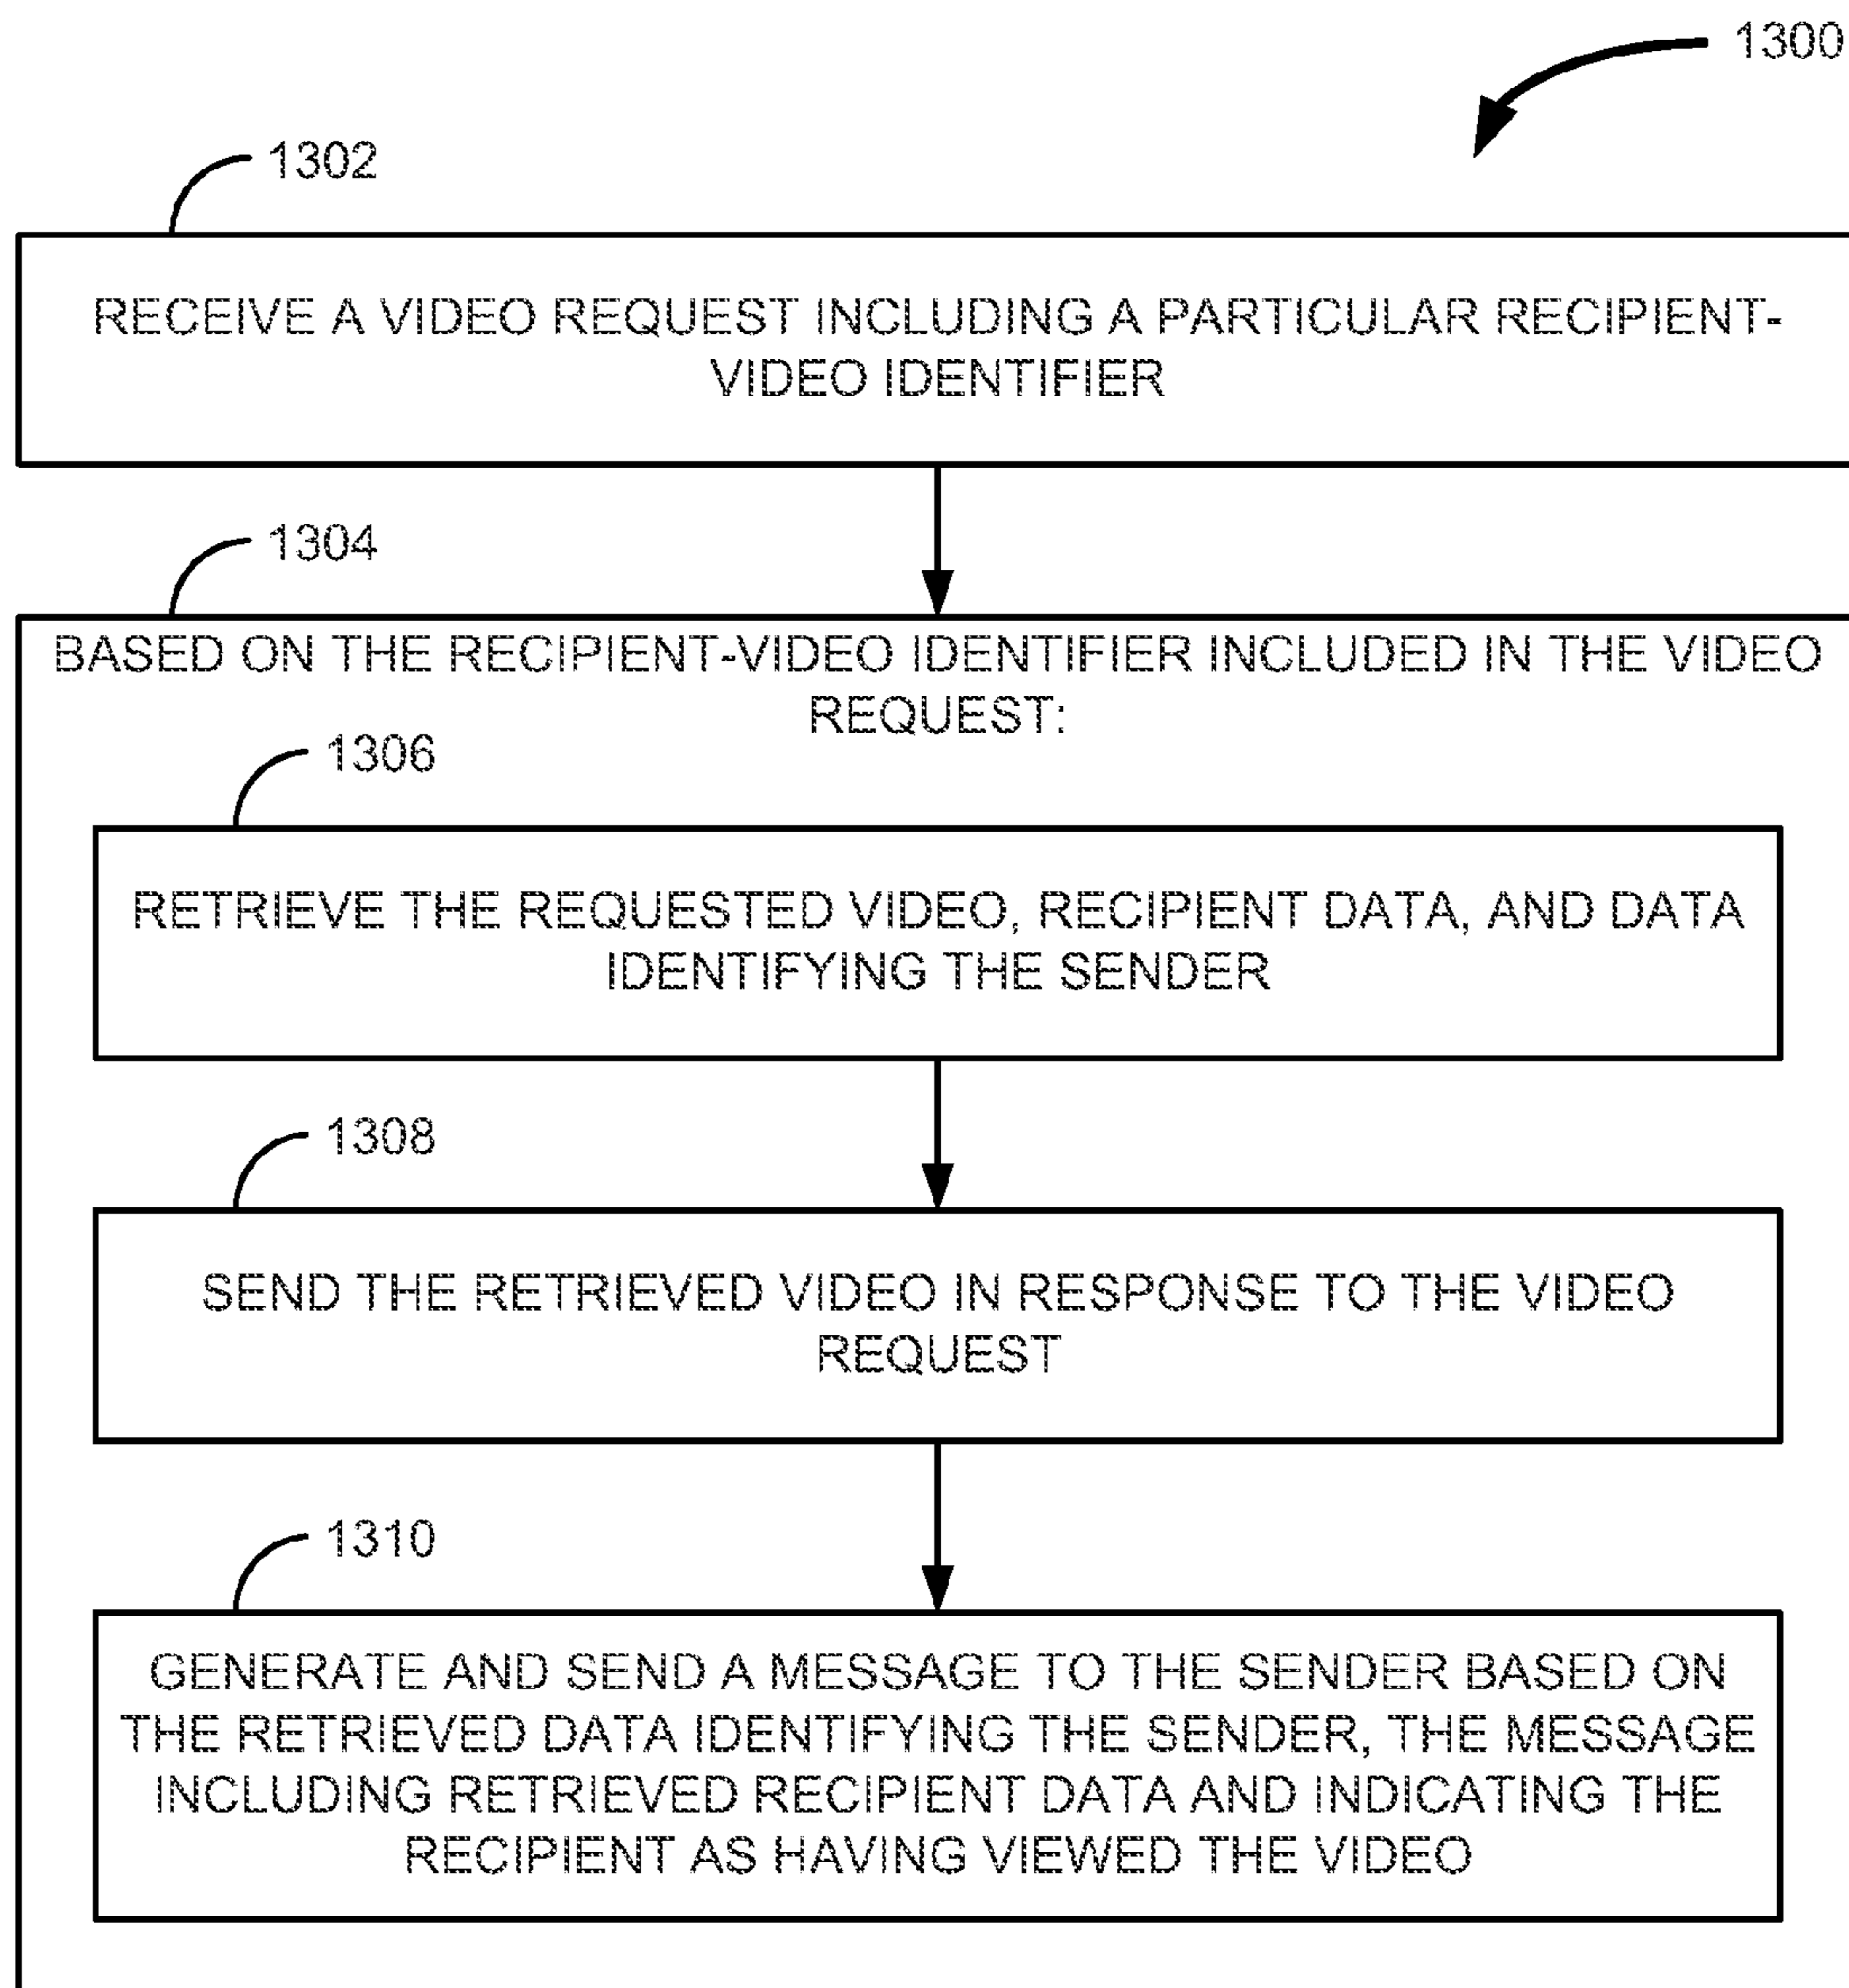 1300
1302
RECEIVE A VIDEO REQUEST INCLUDING A PARTICULAR RECIPIENT-
VIDEO IDENTIFIER
1304
BASED ON THE RECIPIENT-VIDEO IDENTIFIER INCLUDED IN THE VIDEO
REQUEST:
1306
RETRIEVE THE REQUESTED VIDEO, RECIPIENT DATA, AND DATA
IDENTIFYING THE SENDER
1308
SEND THE RETRIEVED VIDEO IN RESPONSE TO THE VIDEO
REQUEST
1310
GENERATE AND SEND A MESSAGE TO THE SENDER BASED ON
THE RETRIEVED DATA IDENTIFYING THE SENDER, THE MESSAGE
INCLUDING RETRIEVED RECIPIENT DATA AND INDICATING THE
RECIPIENT AS HAVING VIEWED THE VIDEO